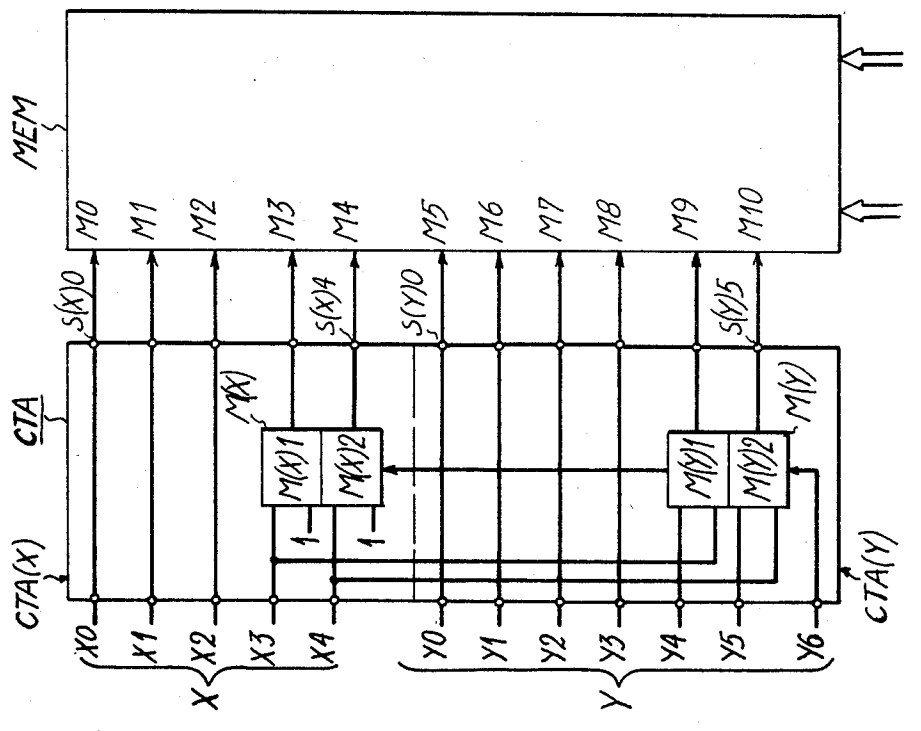 MEM
M0
M1
M2
M3
M4
M5
M6
M7
M8
M9
M10
S(X)0
S(X)4
S(Y)0
S(Y)5
CTA
M(X)
M(X)1
M(X)2
1
1
M(Y)
M(Y)1
M(Y)2
CTA(X)
CTA(Y)
X0
X1
X2
X3
X4
Y0
Y1
Y2
Y3
Y4
Y5
Y6
X
Y